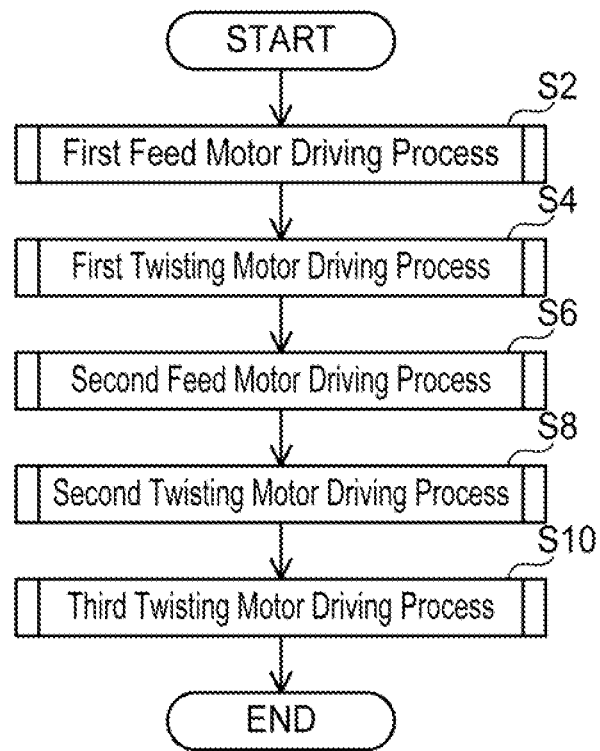 START
S2
First Feed Motor Driving Process
S4
First Twisting Motor Driving Process
S6
Second Feed Motor Driving Process
S8
Second Twisting Motor Driving Process
S10
Third Twisting Motor Driving Process
END